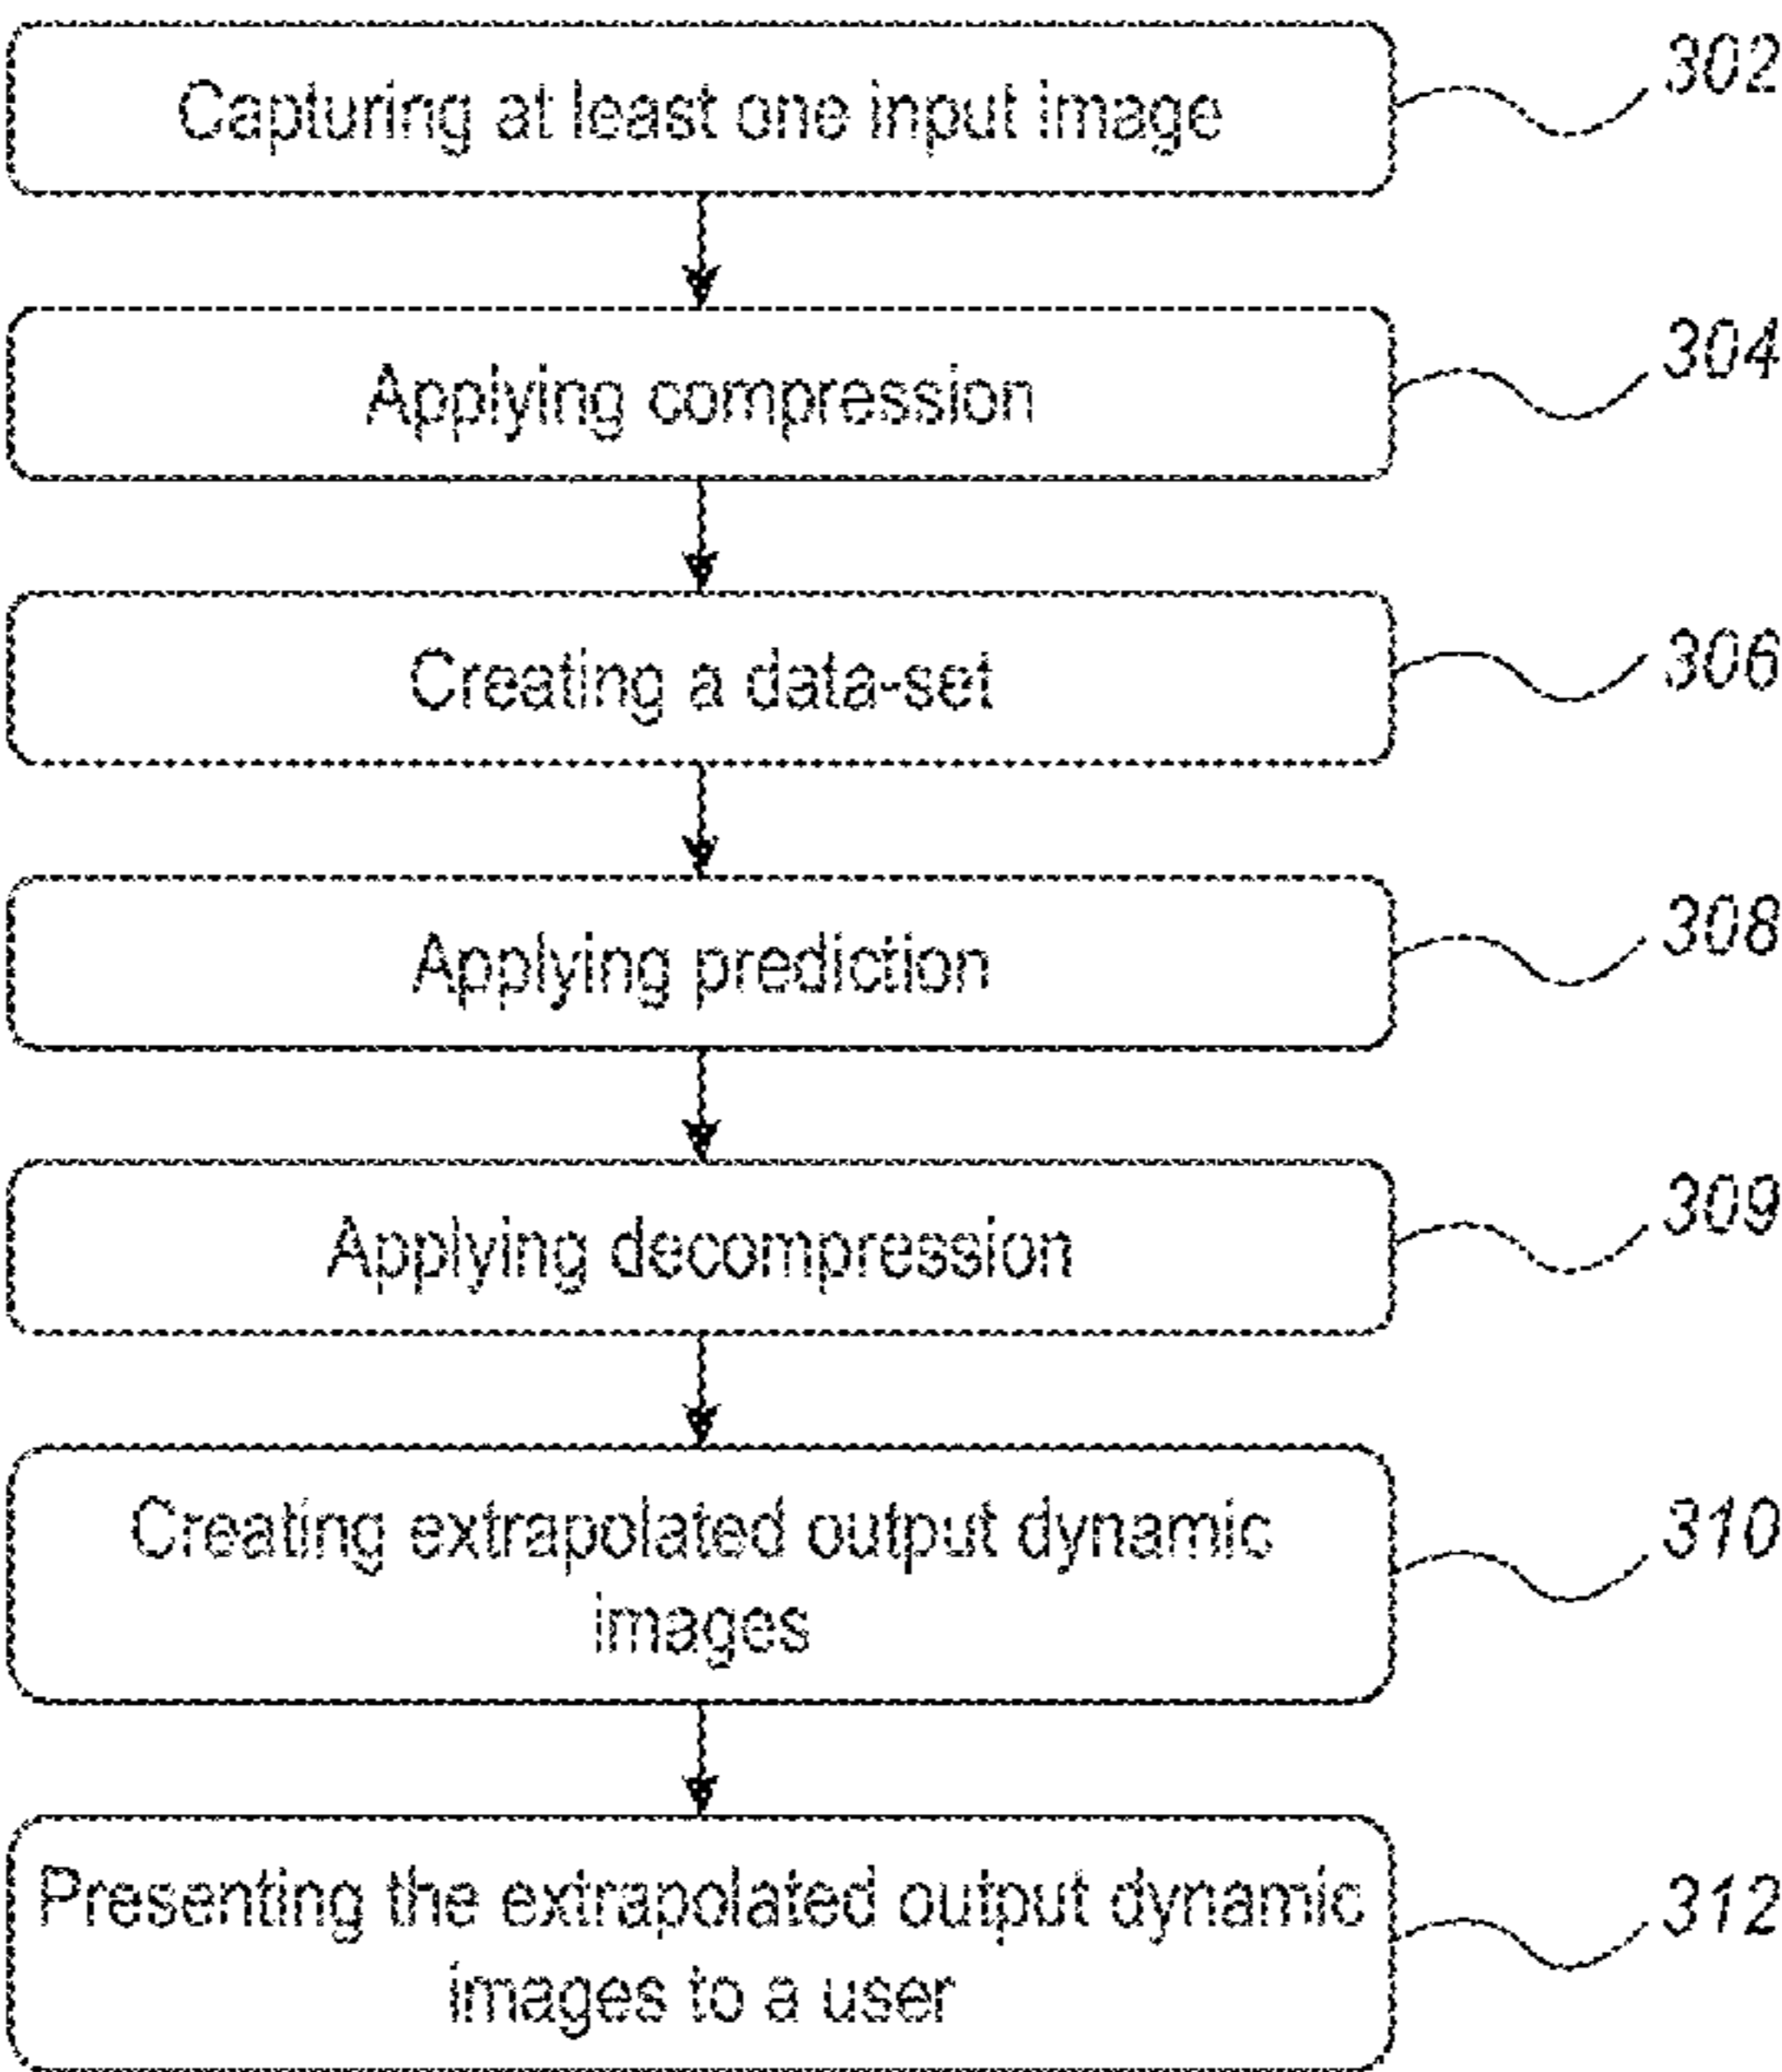 Capturing at least one input image
302
Applying compression
304
Creating a data-set
306
Applying prediction
308
Applying decompression
309
Creating extrapolated output dynamic
images
310
Presenting the extrapolated output dynamic
images to a user
312